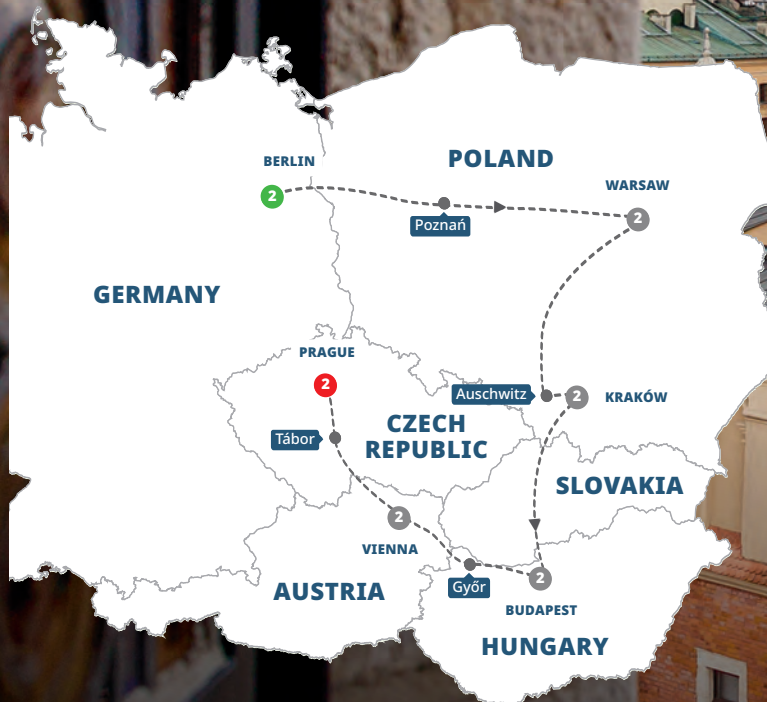 BERLIN
2
POLAND
WARSAW
2
Poznań
GERMANY
PRAGUE
2
Auschwitz
2
KRAKÓW
CZECH
REPUBLIC
Tábor
SLOVAKIA
2
VIENNA
Győr
2
AUSTRIA
BUDAPEST
HUNGARY